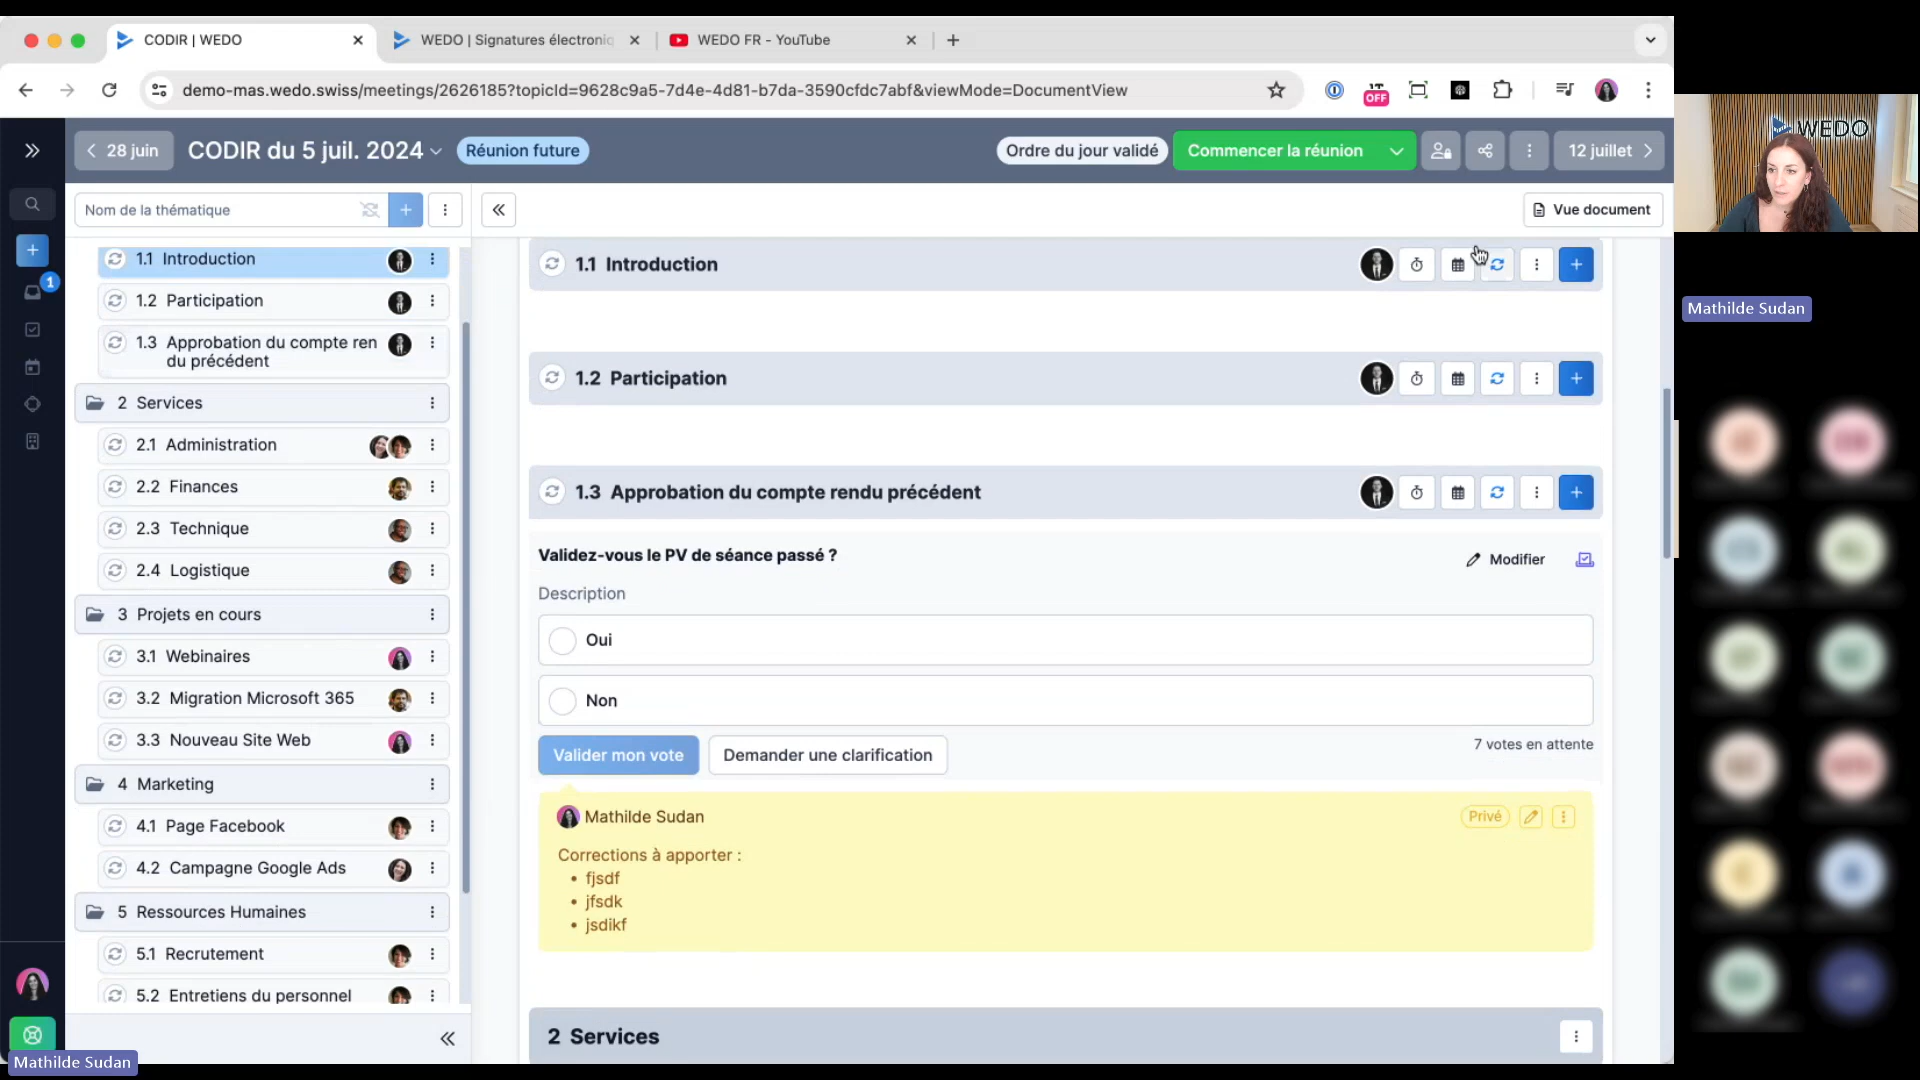 CODIR | WEDO
WEDO | Signatures électroniq
WEDO FR - YouTube
demo-mas.wedo.swiss/meetings/2626185?topicId=9628c9a5-7d4e-4d81-b7da-3590cfdc7abf&viewMode=DocumentView
OFF
28 juin
CODIR du 5 juil. 2024
Réunion future
Ordre du jour validé
Commencer la réunion
12 juillet
Nom de la thématique
Vue document
1
1.1 Introduction
1.2 Participation
1.3 Approbation du compte ren
du précédent
2 Services
2.1 Administration
2.2 Finances
2.3 Technique
2.4 Logistique
3 Projets en cours
3.1 Webinaires
3.2 Migration Microsoft 365
3.3 Nouveau Site Web
4 Marketing
4.1 Page Facebook
4.2 Campagne Google Ads
5 Ressources Humaines
5.1 Recrutement
5.2 Entretiens du personnel
1.1 Introduction
1.2 Participation
1.3 Approbation du compte rendu précédent
Validez-vous le PV de séance passé ?
Modifier
Description
Oui
Non
Valider mon vote
Demander une clarification
7 votes en attente
Mathilde Sudan
Privé
Corrections à apporter :
• fjsdf
• jfsdk
• jsdikf
2 Services
Mathilde Sudan
WEDO
Mathilde Sudan